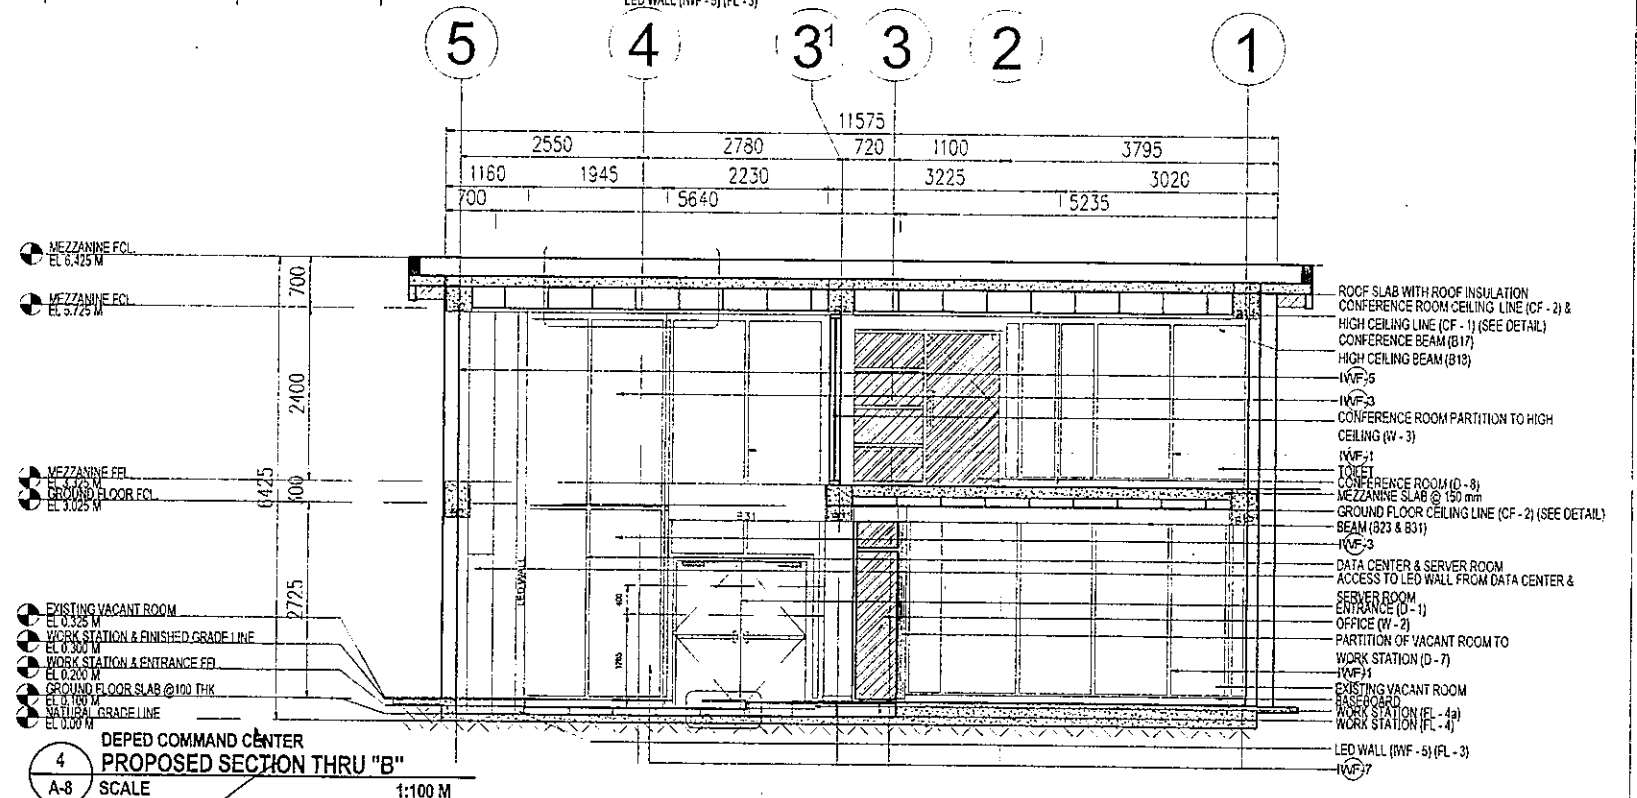 LED WALL (IWF - 5) (FL - 3)
5 4 3¹ 3 2 1
11575
2550 2780 720 1100 3795
1160 1945 2230 3225 3020
700 5640 5235
MEZZANINE FCL.
EL 6.425 M
MEZZANINE FCL.
EL 5.725 M
MEZZANINE FFL
EL 3.325 M
GROUND FLOOR FCL.
EL 3.025 M
EXISTING VACANT ROOM
EL 0.325 M
WORK STATION & FINISHED GRADE LINE
EL 0.300 M
WORK STATION & ENTRANCE FFL
EL 0.200 M
GROUND FLOOR SLAB @100 THK
EL 0.100 M
NATURAL GRADE LINE
EL 0.00 M
700
2400
300
2725
6425
LED WALL
B31
400
ROOF SLAB WITH ROOF INSULATION
CONFERENCE ROOM CEILING LINE (CF - 2) &
HIGH CEILING LINE (CF - 1) (SEE DETAIL)
CONFERENCE BEAM (B17)
HIGH CEILING BEAM (B18)
IWF-5
IWF-3
CONFERENCE ROOM PARTITION TO HIGH
CEILING (W - 3)
IWF-1
TOILET
CONFERENCE ROOM (D - 8)
MEZZANINE SLAB @ 150 mm
GROUND FLOOR CEILING LINE (CF - 2) (SEE DETAIL)
BEAM (B23 & B31)
IWF-3
DATA CENTER & SERVER ROOM
ACCESS TO LED WALL FROM DATA CENTER &
SERVER ROOM
ENTRANCE (D - 1)
OFFICE (W - 2)
PARTITION OF VACANT ROOM TO
WORK STATION (D - 7)
IWF-1
EXISTING VACANT ROOM
BASEBOARD
WORK STATION (FL - 4a)
WORK STATION (FL - 4)
LED WALL (IWF - 5) (FL - 3)
IWF-7
4
A-8
DEPED COMMAND CENTER
PROPOSED SECTION THRU "B"
SCALE 1:100 M